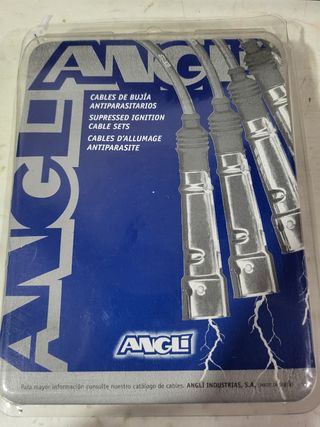 ANGLI
ANGLI
CABLES DE BUJÍA
ANTIPARASITARIOS
SUPRESSED IGNITION
CABLE SETS
CABLES D'ALLUMAGE
ANTIPARASITE
ANGLI
Para mayor información consulte nuestro catálogo de cables. ANGLI INDUSTRIAS, S.A.